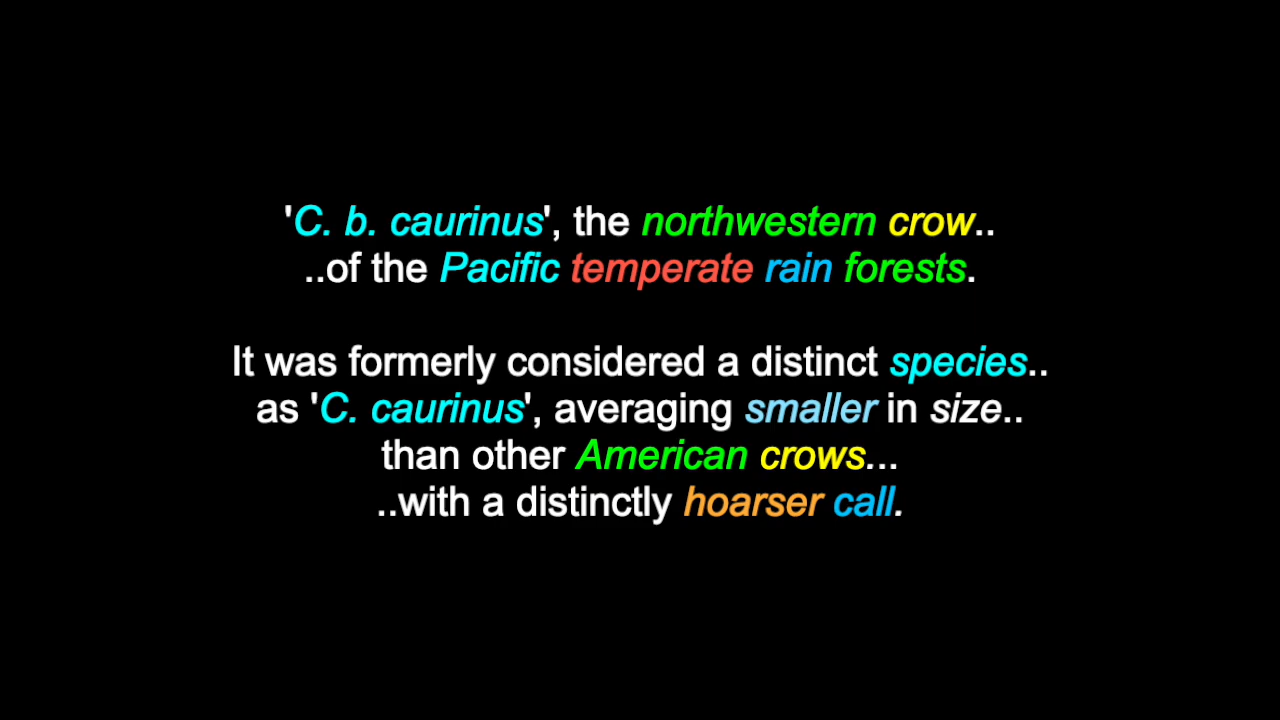 'C. b. caurinus', the northwestern crow..
..of the Pacific temperate rain forests.
It was formerly considered a distinct species..
as 'C. caurinus', averaging smaller in size..
than other American crows...
..with a distinctly hoarser call.